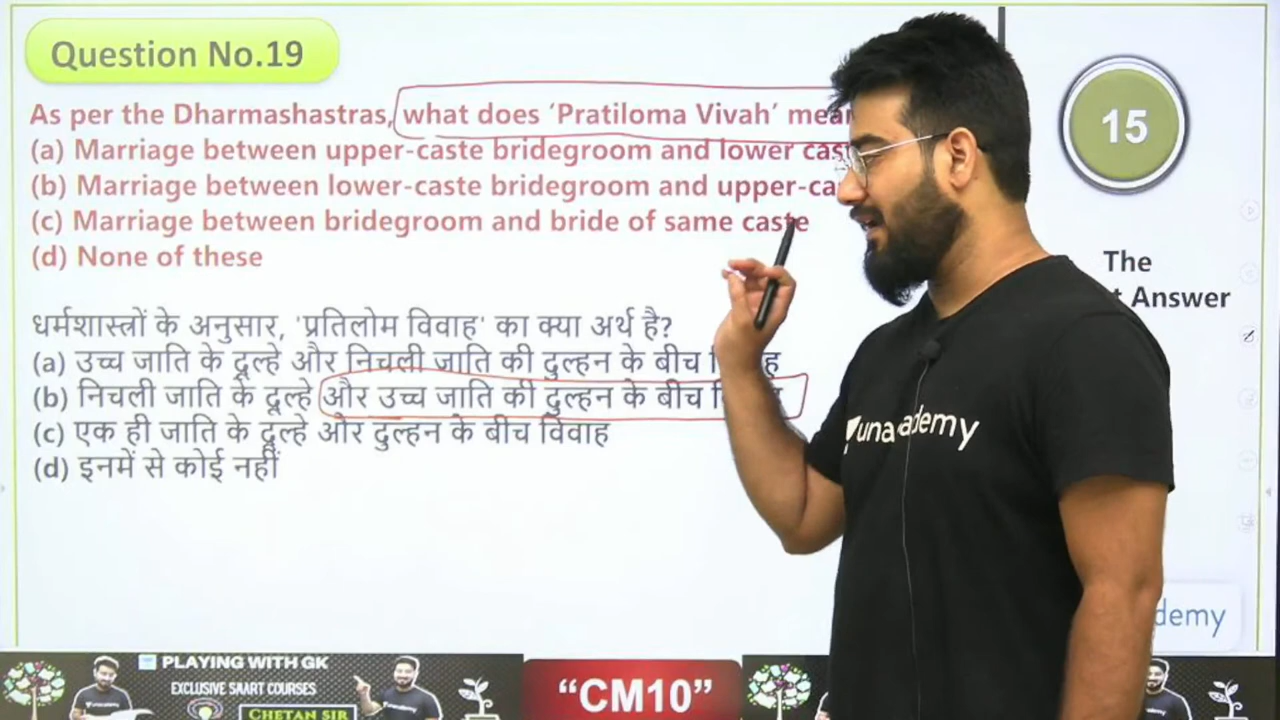 Question No.19
As per the Dharmashastras, what does ‘Pratiloma Vivah’ mean
(a) Marriage between upper-caste bridegroom and lower caste
(b) Marriage between lower-caste bridegroom and upper-ca
(c) Marriage between bridegroom and bride of same caste
(d) None of these
15
The
t Answer
धर्मशास्त्रों के अनुसार, 'प्रतिलोम विवाह' का क्या अर्थ है?
(a) उच्च जाति के दूल्हे और निचली जाति की दुल्हन के बीच
(b) निचली जाति के दूल्हे और उच्च जाति की दुल्हन के बीच
(c) एक ही जाति के दूल्हे और दुल्हन के बीच विवाह
(d) इनमें से कोई नहीं
unacademy
demy
PLAYING WITH GK
EXCLUSIVE SAART COURSES
CHETAN SIR
“CM10”